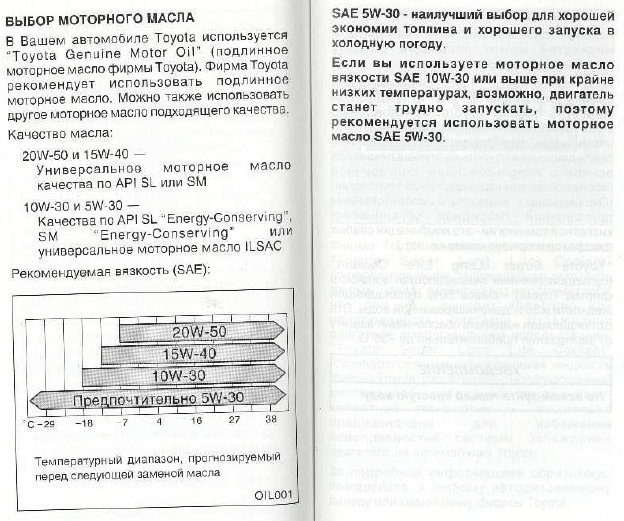 ВЫБОР МОТОРНОГО МАСЛА
В Вашем автомобиле Toyota используется
"Toyota Genuine Motor Oil" (подлинное
моторное масло фирмы Toyota). Фирма Toyota
рекомендует использовать подлинное
моторное масло. Можно также использовать
другое моторное масло подходящего качества.
Качество масла:
20W-50 и 15W-40 —
Универсальное моторное масло
качества по API SL или SM
10W-30 и 5W-30 —
Качества по API SL "Energy-Conserving",
SM "Energy-Conserving" или
универсальное моторное масло ILSAC
Рекомендуемая вязкость (SAE):
20W-50
15W-40
10W-30
Предпочтительно 5W-30
°C -29 -18 -7 4 16 27 38
Температурный диапазон, прогнозируемый
перед следующей заменой масла
OIL001
SAE 5W-30 - наилучший выбор для хорошей
экономии топлива и хорошего запуска в
холодную погоду.
Если вы используете моторное масло
вязкости SAE 10W-30 или выше при крайне
низких температурах, возможно, двигатель
станет трудно запускать, поэтому
рекомендуется использовать моторное
масло SAE 5W-30.